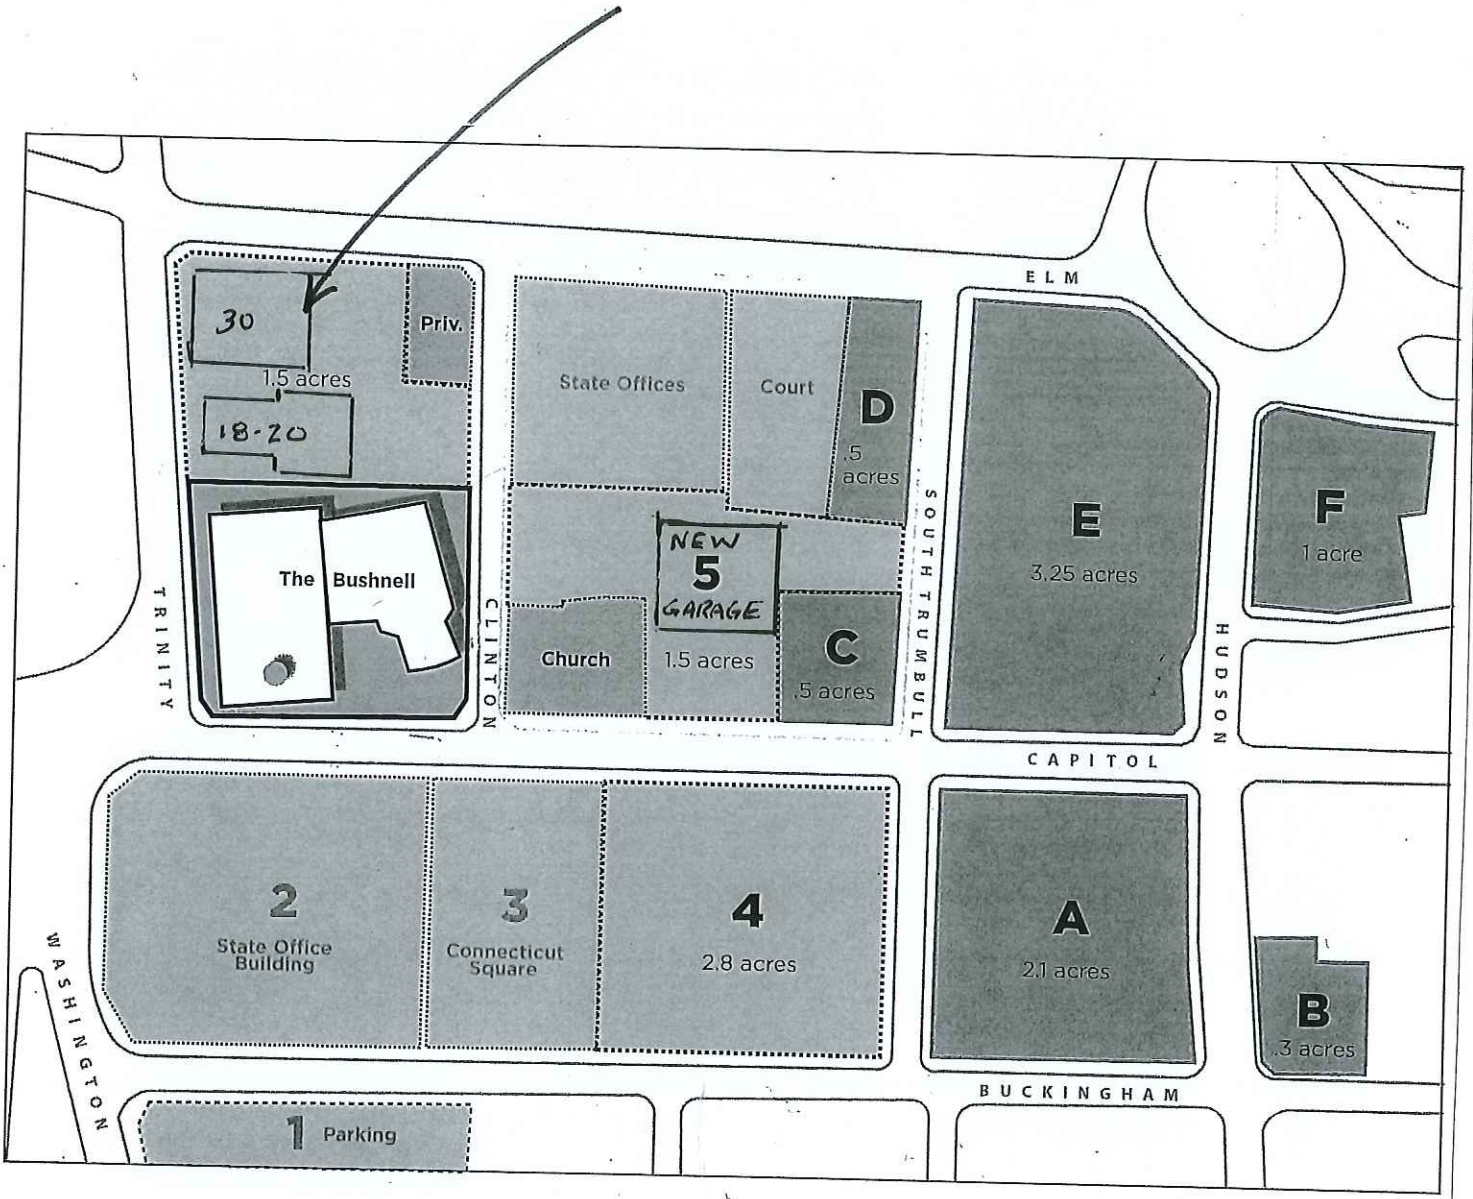 ELM
30
Priv.
1.5 acres
18-20
State Offices
Court
D
.5
acres
E
3.25 acres
F
1 acre
The Bushnell
NEW
5
GARAGE
Church
1.5 acres
C
.5 acres
TRINITY
CLINTON
SOUTH TRUMBULL
HUDSON
CAPITOL
2
State Office
Building
3
Connecticut
Square
4
2.8 acres
A
2.1 acres
B
.3 acres
WASHINGTON
BUCKINGHAM
1 Parking